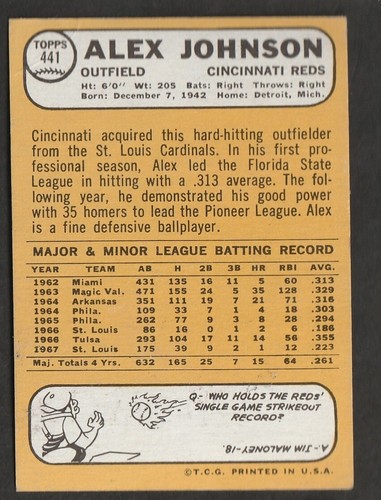 TOPPS
441
ALEX JOHNSON
OUTFIELD CINCINNATI REDS
Ht: 6'0" Wt: 205 Bats: Right Throws: Right
Born: December 7, 1942 Home: Detroit, Mich.
Cincinnati acquired this hard-hitting outfielder
from the St. Louis Cardinals. In his first pro-
fessional season, Alex led the Florida State
League in hitting with a .313 average. The fol-
lowing year, he demonstrated his good power
with 35 homers to lead the Pioneer League. Alex
is a fine defensive ballplayer.
MAJOR & MINOR LEAGUE BATTING RECORD
YEAR TEAM AB H 2B 3B HR RBI AVG.
1962 Miami 431 135 16 11 5 60 .313
1963 Magic Val. 471 155 24 5 35 128 .329
1964 Arkansas 351 111 19 7 21 71 .316
1964 Phila. 109 33 7 1 4 18 .303
1965 Phila. 262 77 9 3 8 28 .294
1966 St. Louis 86 16 0 1 2 6 .186
1966 Tulsa 293 104 17 11 14 56 .355
1967 St. Louis 175 39 9 2 1 12 .223
Maj. Totals 4 Yrs. 632 165 25 7 15 64 .261
Q- WHO HOLDS THE REDS'
SINGLE GAME STRIKEOUT
RECORD?
A- JIM MALONEY-18.
©T.C.G. PRINTED IN U.S.A.